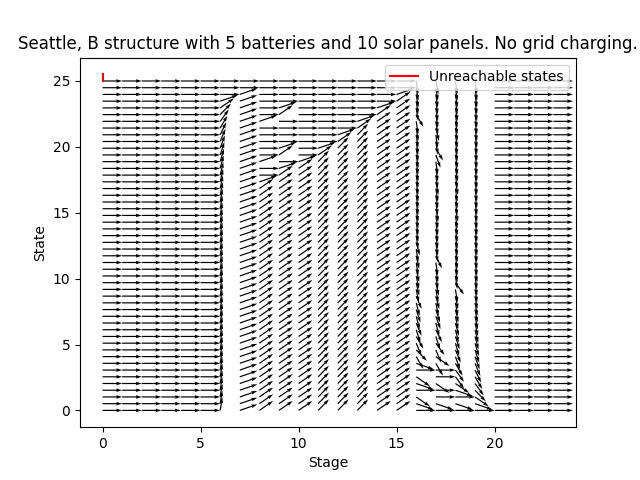 Seattle, B structure with 5 batteries and 10 solar panels. No grid charging.
Unreachable states
25
20
15
10
5
0
State
0 5 10 15 20
Stage